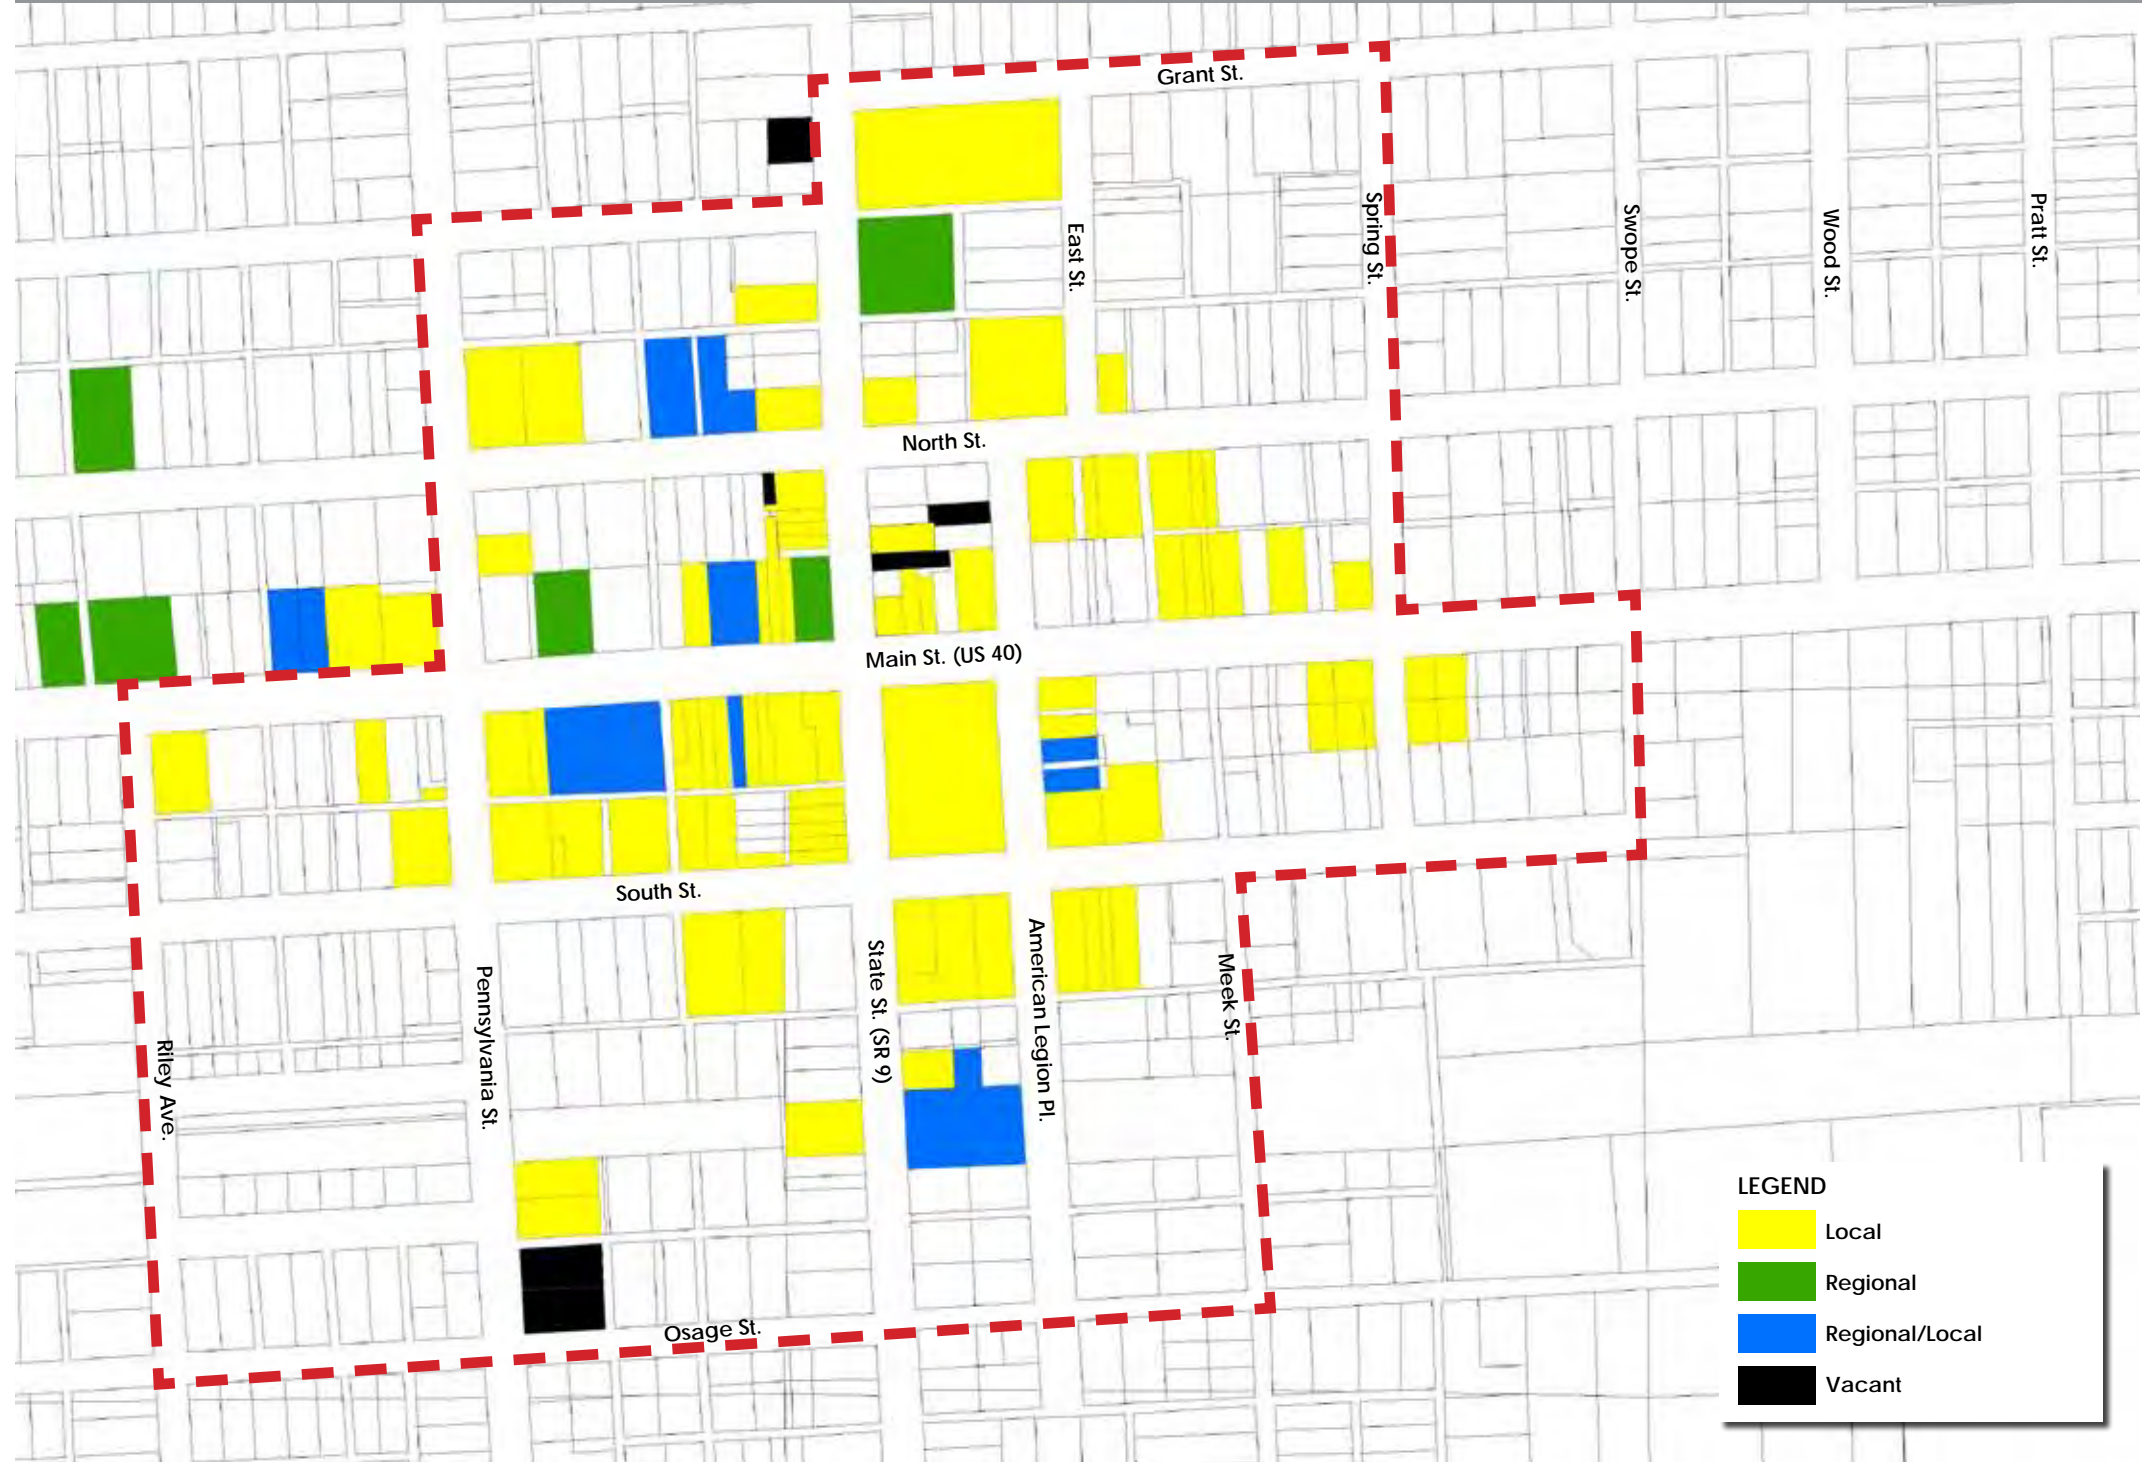 Grant St.
East St.
Spring St.
Swope St.
Wood St.
Pratt St.
North St.
Main St. (US 40)
South St.
State St. (SR 9)
American Legion Pl.
Meek St.
Pennsylvania St.
Riley Ave.
Osage St.
LEGEND
Local
Regional
Regional/Local
Vacant